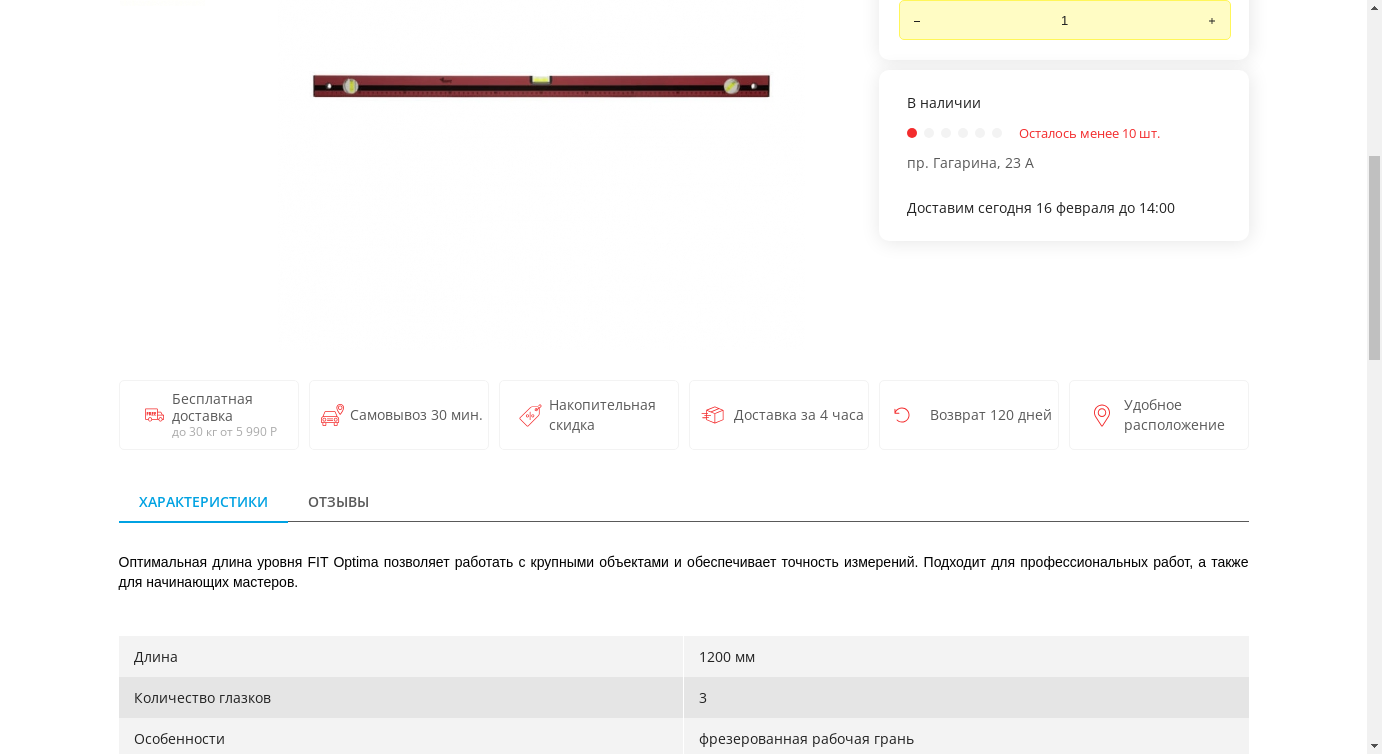 – 1 +
В наличии
Осталось менее 10 шт.
пр. Гагарина, 23 А
Доставим сегодня 16 февраля до 14:00
Бесплатная
доставка
до 30 кг от 5 990 Р
Самовывоз 30 мин.
Накопительная
скидка
Доставка за 4 часа
Возврат 120 дней
Удобное
расположение
ХАРАКТЕРИСТИКИ ОТЗЫВЫ
Оптимальная длина уровня FIT Optima позволяет работать с крупными объектами и обеспечивает точность измерений. Подходит для профессиональных работ, а также
для начинающих мастеров.
Длина 1200 мм
Количество глазков 3
Особенности фрезерованная рабочая грань